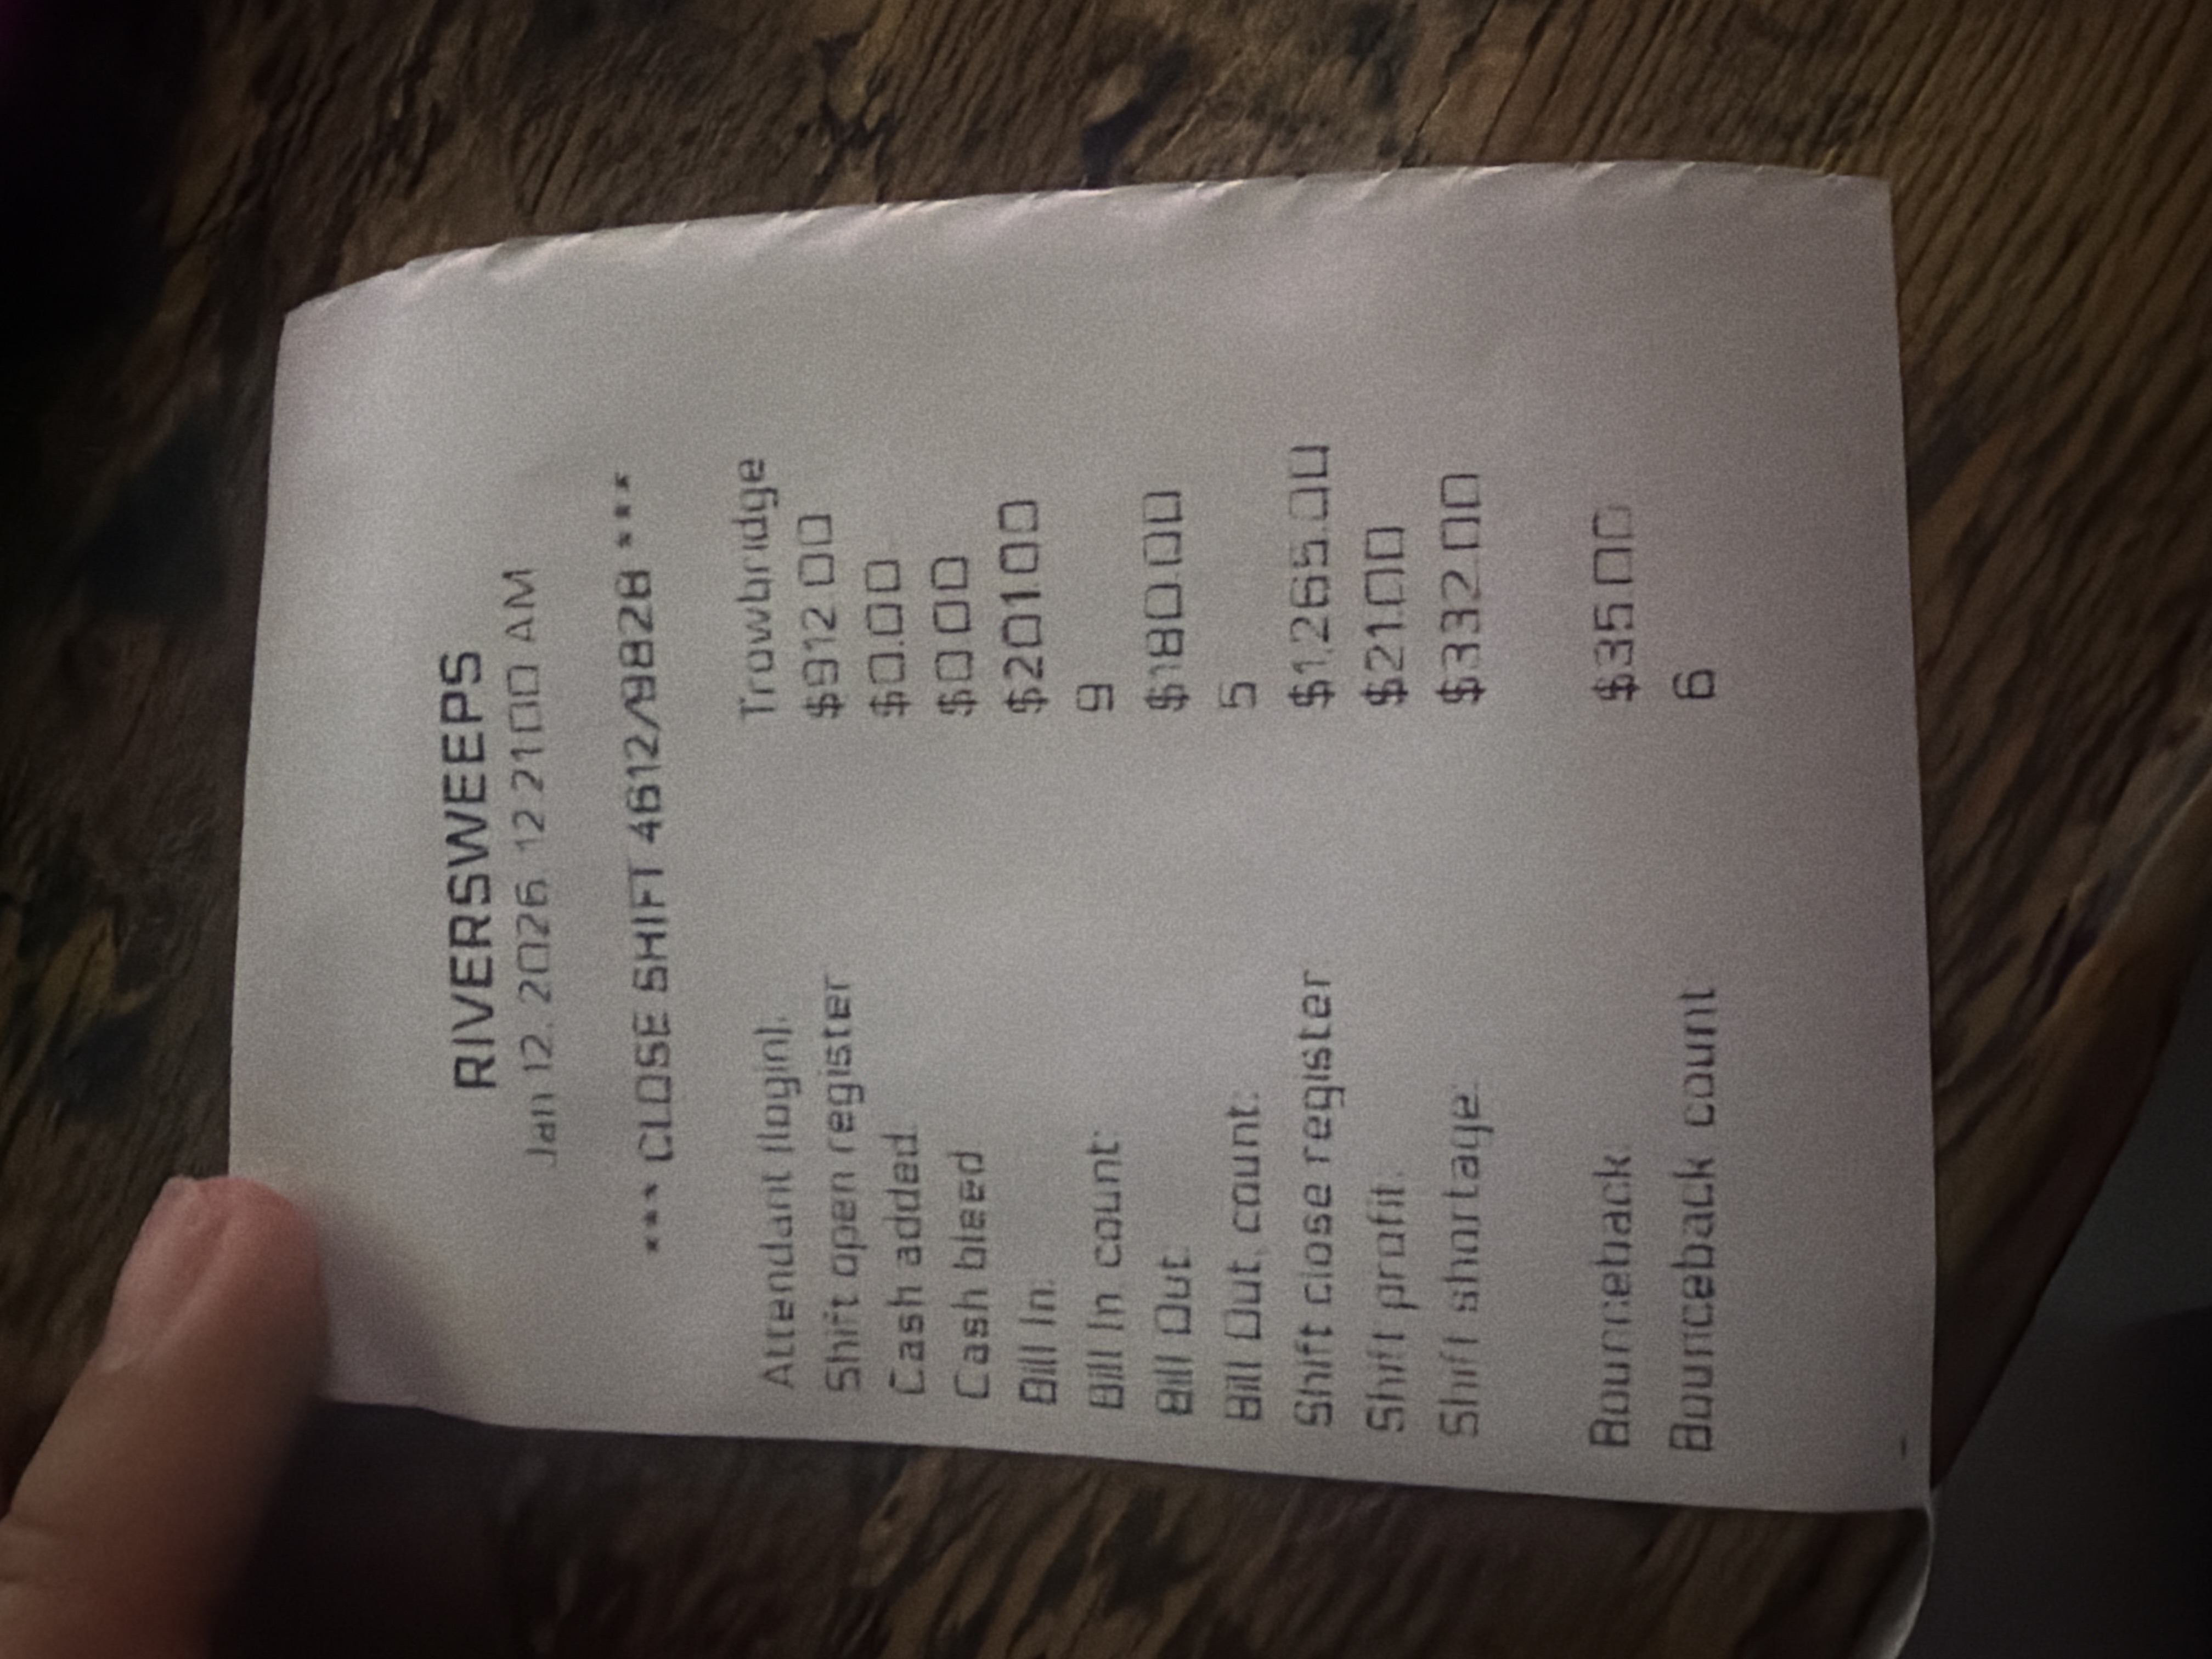 RIVERSWEEPS
Jan 12, 2026, 12 21:00 AM
*** CLOSE SHIFT 4612/9828 ***
Attendant (login): Trowbridge
Shift open register $912.00
Cash added $0.00
Cash bleed $0.00
Bill In: $201.00
Bill In, count: 9
Bill Out: $180.00
Bill Out, count: 5
Shift close register $1,265.00
Shift profit: $21.00
Shift shortage: $332.00
Bounceback $35.00
Bounceback count 6